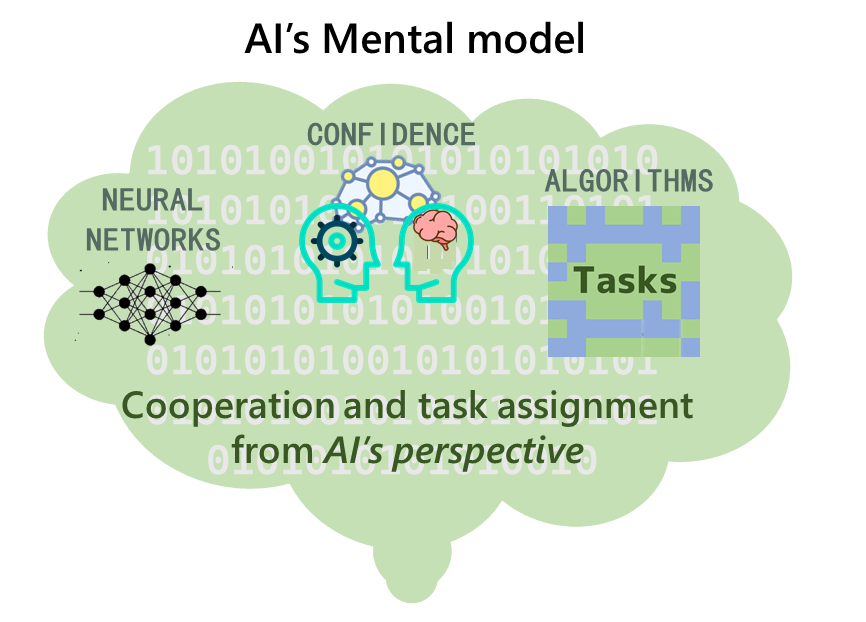 AI's Mental model
CONFIDENCE
NEURAL
NETWORKS
ALGORITHMS
Tasks
Cooperation and task assignment
from AI's perspective